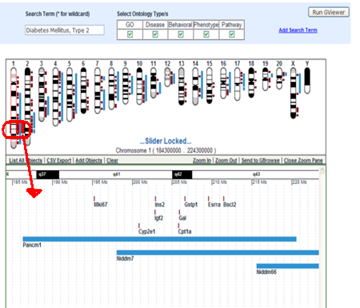 Search Term (* for wildcard) Select Ontology Type/s Run GViewer
Diabetes Mellitus, Type 2 GO Disease Behavioral Phenotype Pathway Add Search Term
1 2 3 4 5 6 7 8 9 10 11 12 13 14 15 16 17 18 19 20 X Y
...Slider Locked...
Chromosome 1 ( 184300000 .. 224300000 )
List All Objects | CSV Export | Add Objects | Clear Zoom In | Zoom Out | Send to GBrowse | Close Zoom Pane
q37 q41 q42 q43
185 Mb 190 Mb 195 Mb 200 Mb 205 Mb 210 Mb 215 Mb 220 Mb
Mki67 Ins2 Gstp1 Esrra Bscl2
Igf2 Gal
Cyp2e1 Cpt1a
Pancm1
Niddm7
Niddm66